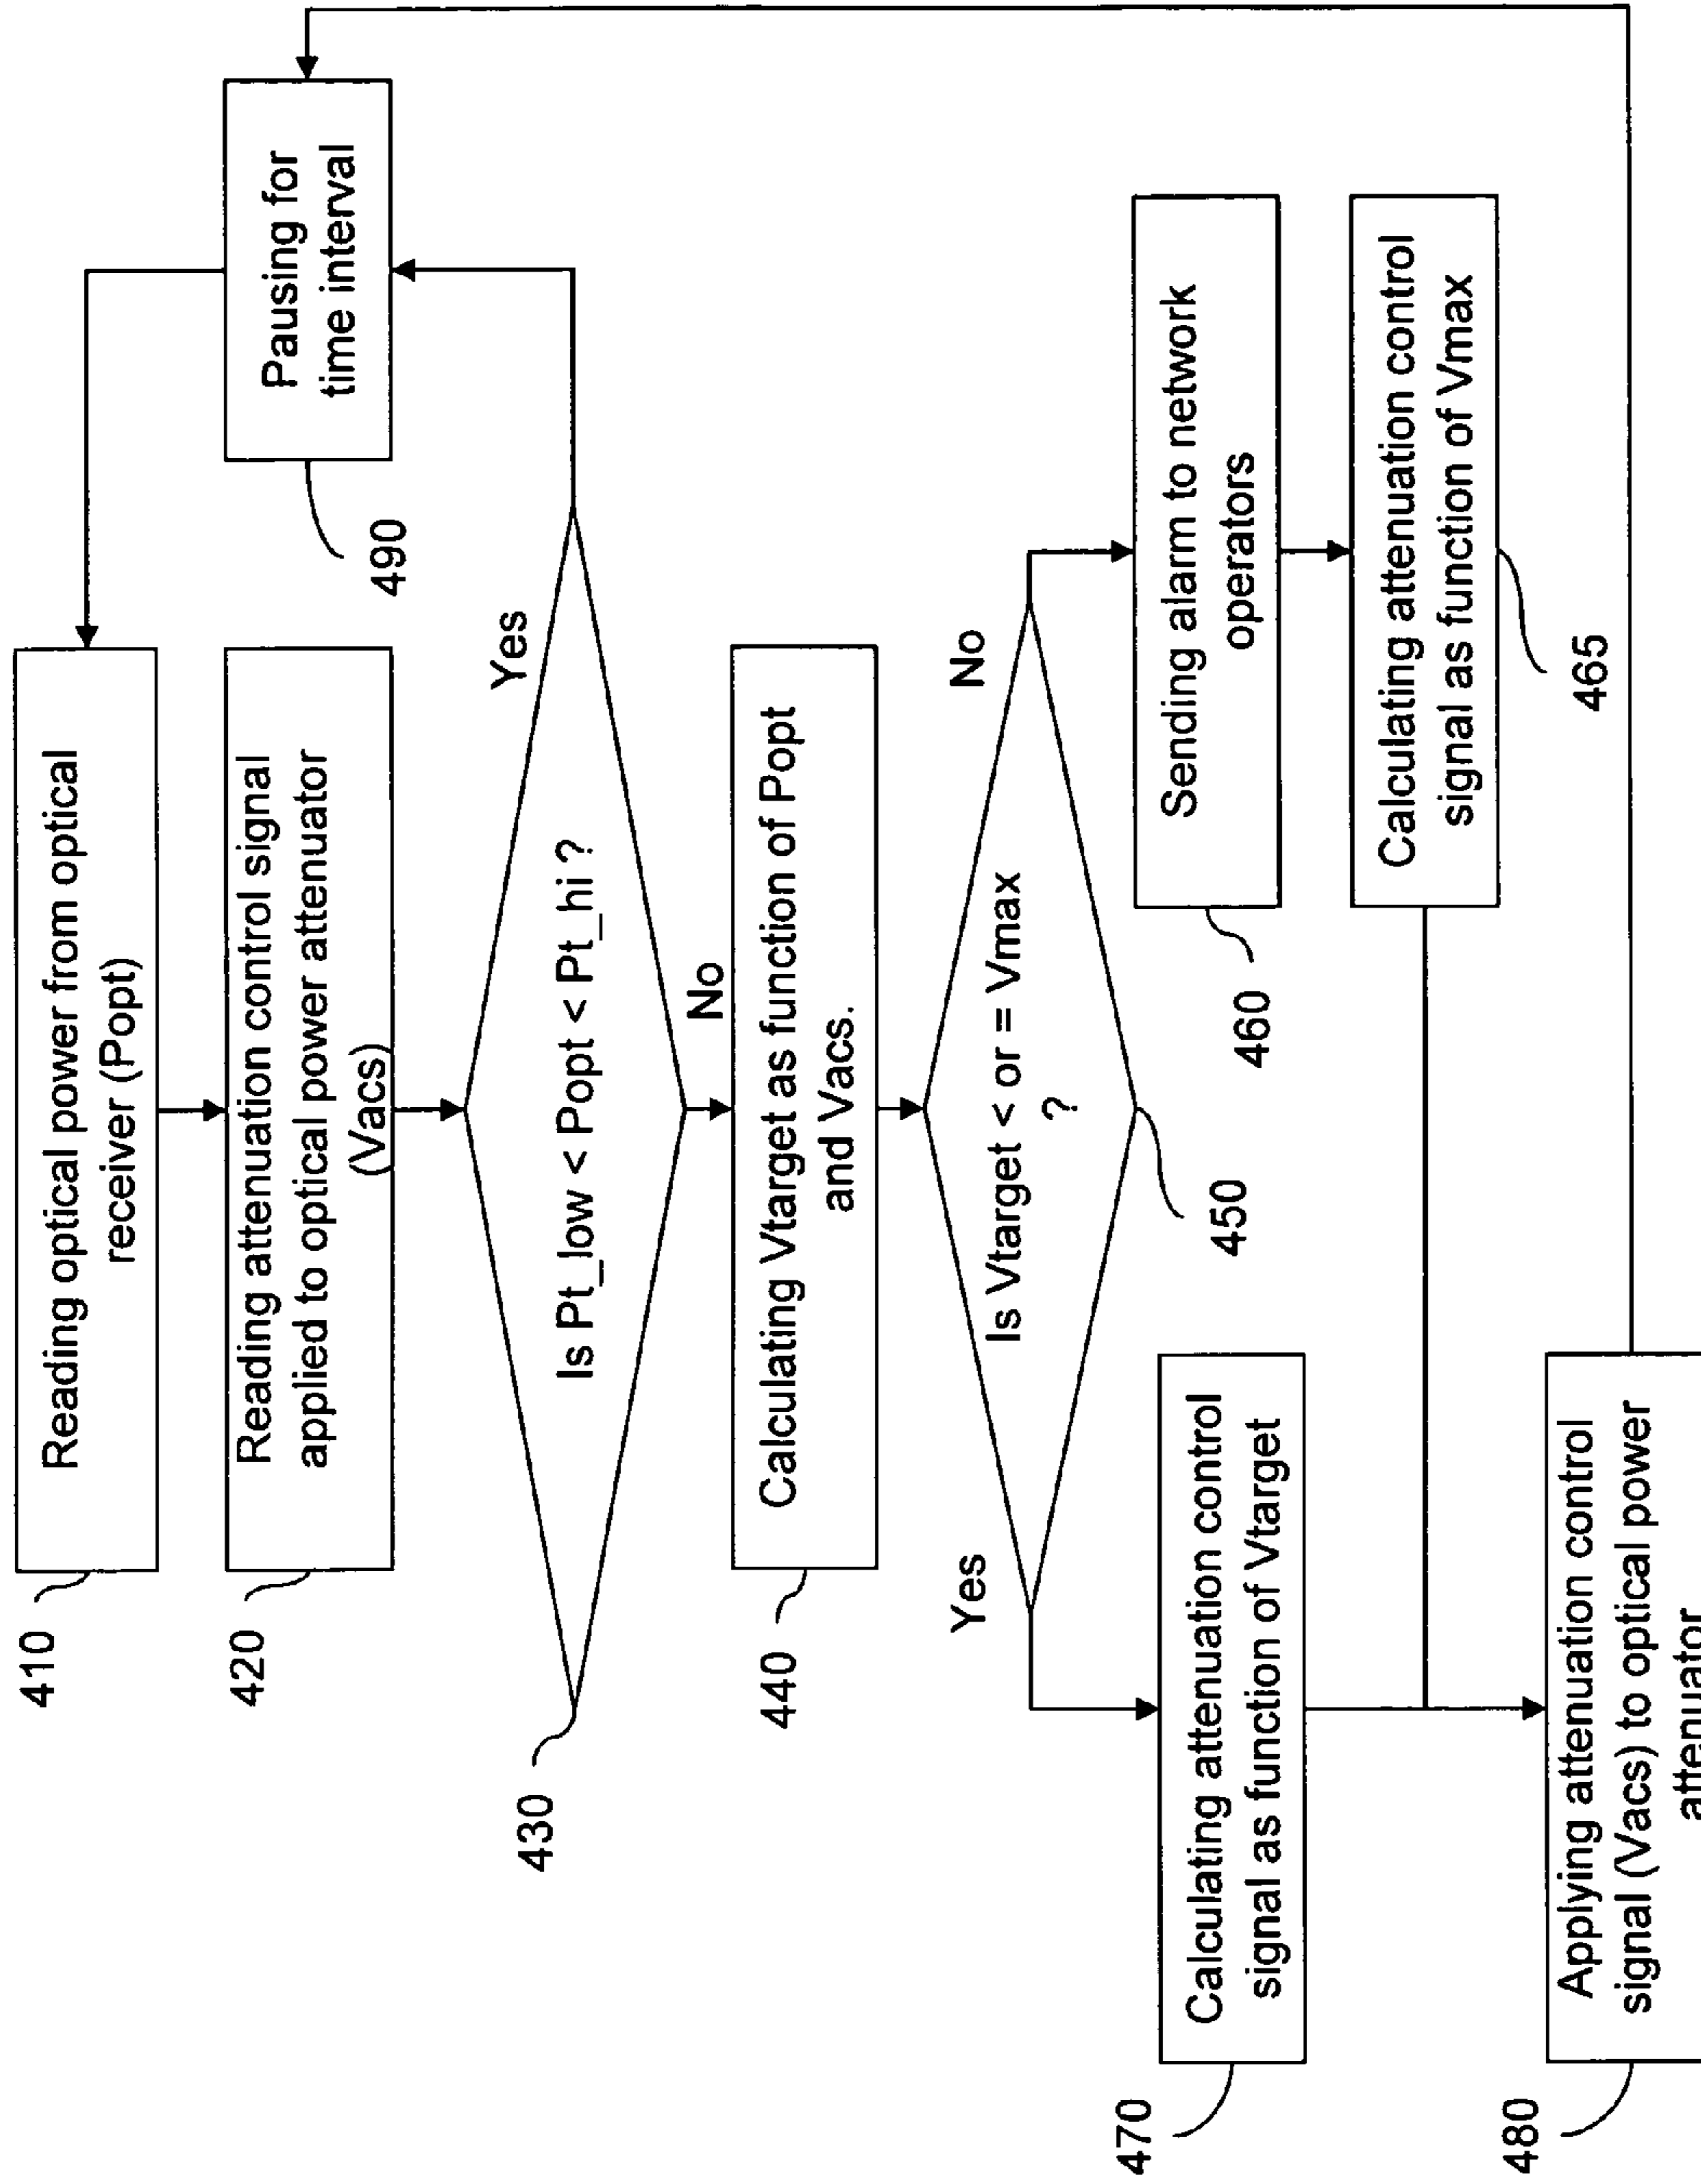 410
Reading optical power from optical
receiver (Popt)
420
Reading attenuation control signal
applied to optical power attenuator
(Vacs)
Pausing for
time interval
490
430
Is Pt_low < Popt < Pt_hi ?
Yes
No
440
Calculating Vtarget as function of Popt
and Vacs.
Is Vtarget < or = Vmax
?
450
Yes
No
470
Calculating attenuation control
signal as function of Vtarget
460
Sending alarm to network
operators
Calculating attenuation control
signal as function of Vmax
465
480
Applying attenuation control
signal (Vacs) to optical power
attenuator